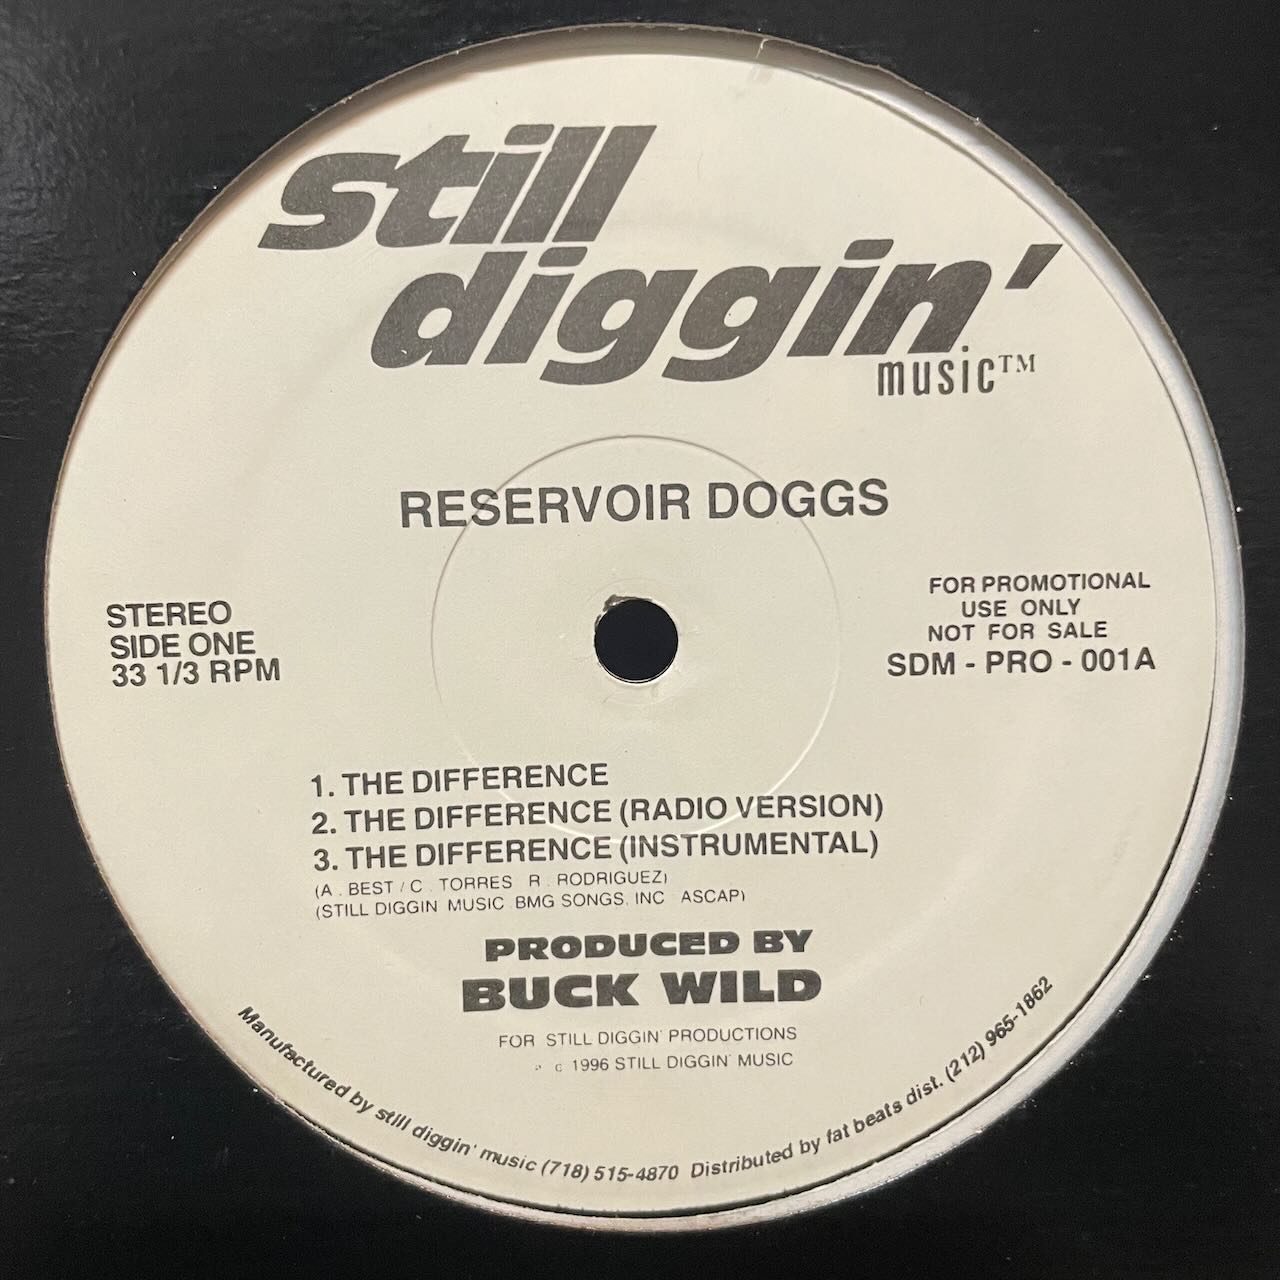 still
diggin'
music™
RESERVOIR DOGGS
STEREO
SIDE ONE
33 1/3 RPM
FOR PROMOTIONAL
USE ONLY
NOT FOR SALE
SDM - PRO - 001A
1. THE DIFFERENCE
2. THE DIFFERENCE (RADIO VERSION)
3. THE DIFFERENCE (INSTRUMENTAL)
(A . BEST / C . TORRES R . RODRIGUEZ)
(STILL DIGGIN MUSIC BMG SONGS, INC ASCAP)
PRODUCED BY
BUCK WILD
FOR STILL DIGGIN' PRODUCTIONS
c 1996 STILL DIGGIN' MUSIC
Manufactured by still diggin' music (718) 515-4870 Distributed by fat beats dist. (212) 965-1862